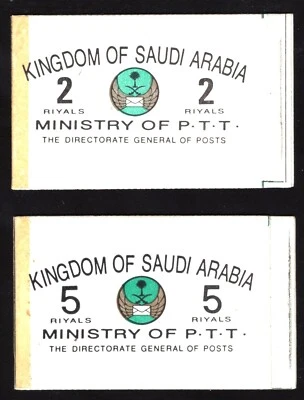 KINGDOM OF SAUDI ARABIA
2 2
RIYALS RIYALS
MINISTRY OF P·T·T·
THE DIRECTORATE GENERAL OF POSTS
KINGDOM OF SAUDI ARABIA
5 5
RIYALS RIYALS
MINISTRY OF P·T·T·
THE DIRECTORATE GENERAL OF POSTS